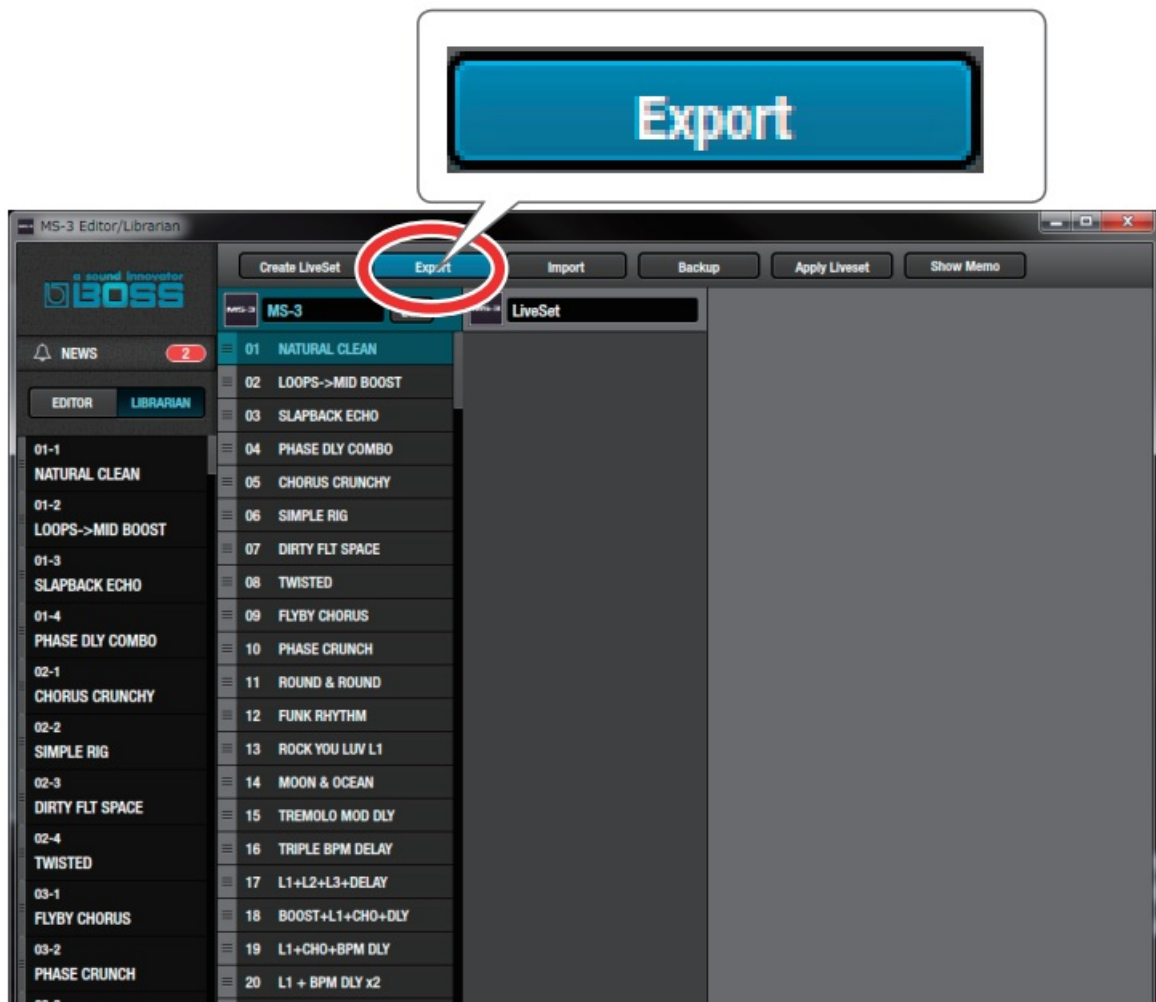 Export
MS-3 Editor/Librarian
a sound innovator
BOSS
Create LiveSet
Export
Import
Backup
Apply Liveset
Show Memo
NEWS
2
EDITOR
LIBRARIAN
01-1
NATURAL CLEAN
01-2
LOOPS->MID BOOST
01-3
SLAPBACK ECHO
01-4
PHASE DLY COMBO
02-1
CHORUS CRUNCHY
02-2
SIMPLE RIG
02-3
DIRTY FLT SPACE
02-4
TWISTED
03-1
FLYBY CHORUS
03-2
PHASE CRUNCH
MS-3
MS-3
01 NATURAL CLEAN
02 LOOPS->MID BOOST
03 SLAPBACK ECHO
04 PHASE DLY COMBO
05 CHORUS CRUNCHY
06 SIMPLE RIG
07 DIRTY FLT SPACE
08 TWISTED
09 FLYBY CHORUS
10 PHASE CRUNCH
11 ROUND & ROUND
12 FUNK RHYTHM
13 ROCK YOU LUV L1
14 MOON & OCEAN
15 TREMOLO MOD DLY
16 TRIPLE BPM DELAY
17 L1+L2+L3+DELAY
18 BOOST+L1+CHO+DLY
19 L1+CHO+BPM DLY
20 L1 + BPM DLY x2
LiveSet